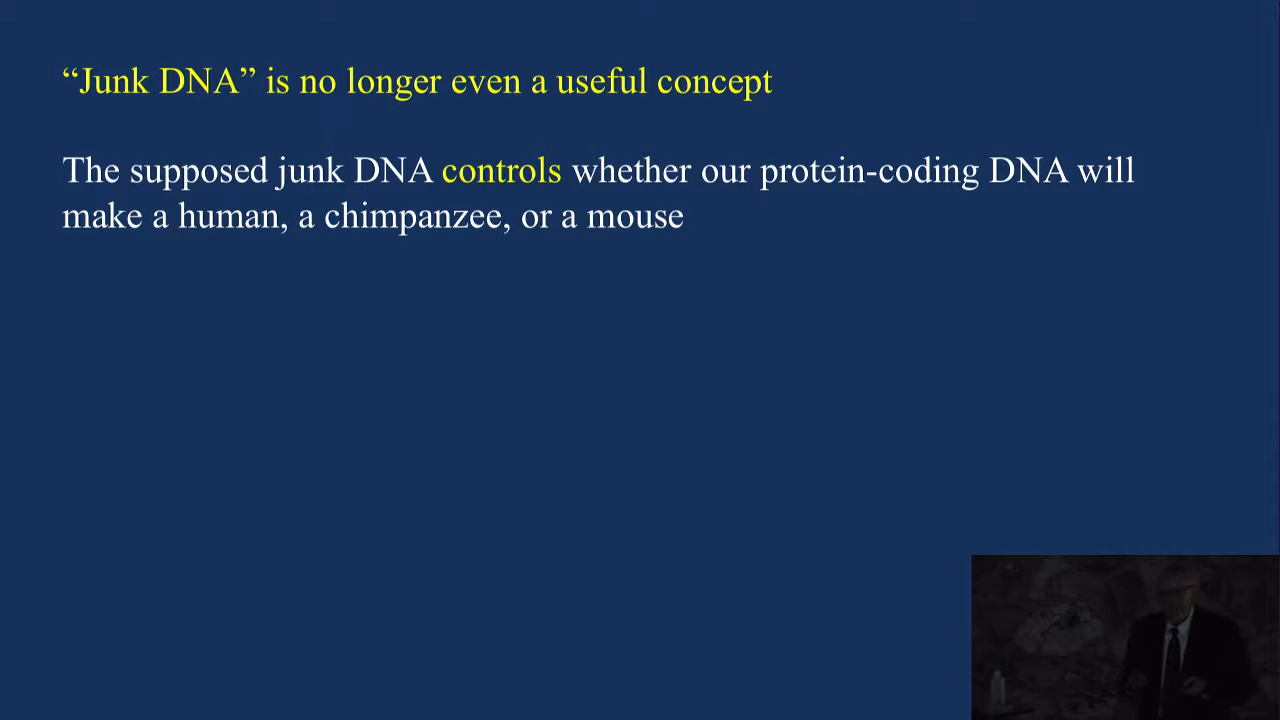 “Junk DNA” is no longer even a useful concept
The supposed junk DNA controls whether our protein-coding DNA will
make a human, a chimpanzee, or a mouse